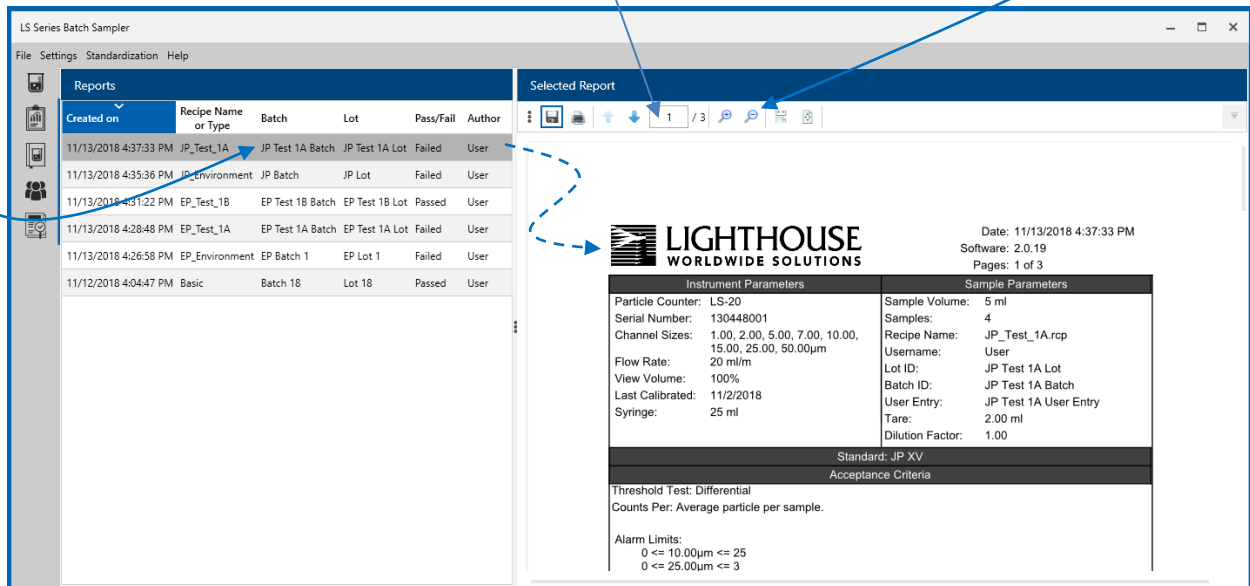 LS Series Batch Sampler
File Settings Standardization Help
Reports
Created on Recipe Name or Type Batch Lot Pass/Fail Author
11/13/2018 4:37:33 PM JP_Test_1A JP Test 1A Batch JP Test 1A Lot Failed User
11/13/2018 4:35:36 PM JP_Environment JP Batch JP Lot Failed User
11/13/2018 4:31:22 PM EP_Test_1B EP Test 1B Batch EP Test 1B Lot Passed User
11/13/2018 4:28:48 PM EP_Test_1A EP Test 1A Batch EP Test 1A Lot Failed User
11/13/2018 4:26:58 PM EP_Environment EP Batch 1 EP Lot 1 Failed User
11/12/2018 4:04:47 PM Basic Batch 18 Lot 18 Passed User
Selected Report
1 / 3
LIGHTHOUSE
WORLDWIDE SOLUTIONS
Date: 11/13/2018 4:37:33 PM
Software: 2.0.19
Pages: 1 of 3
Instrument Parameters
Particle Counter: LS-20
Serial Number: 130448001
Channel Sizes: 1.00, 2.00, 5.00, 7.00, 10.00,
15.00, 25.00, 50.00µm
Flow Rate: 20 ml/m
View Volume: 100%
Last Calibrated: 11/2/2018
Syringe: 25 ml
Sample Parameters
Sample Volume: 5 ml
Samples: 4
Recipe Name: JP_Test_1A.rcp
Username: User
Lot ID: JP Test 1A Lot
Batch ID: JP Test 1A Batch
User Entry: JP Test 1A User Entry
Tare: 2.00 ml
Dilution Factor: 1.00
Standard: JP XV
Acceptance Criteria
Threshold Test: Differential
Counts Per: Average particle per sample.
Alarm Limits:
0 <= 10.00µm <= 25
0 <= 25.00µm <= 3